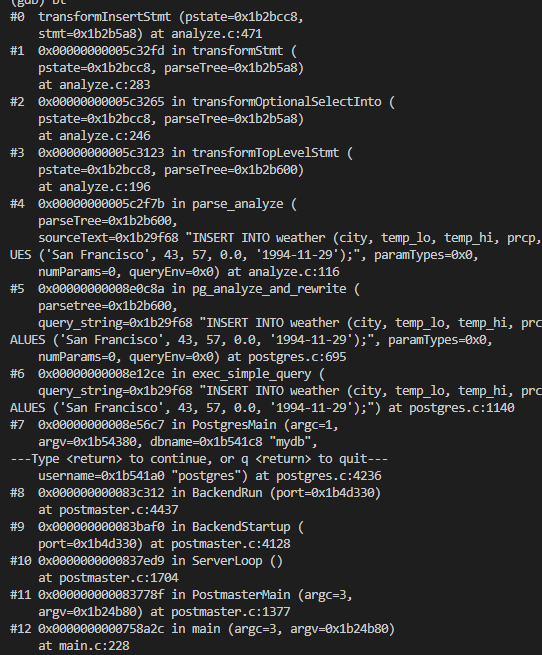 (gdb) bt
#0  transformInsertStmt (pstate=0x1b2bcc8,
    stmt=0x1b2b5a8) at analyze.c:471
#1  0x00000000005c32fd in transformStmt (
    pstate=0x1b2bcc8, parseTree=0x1b2b5a8)
    at analyze.c:283
#2  0x00000000005c3265 in transformOptionalSelectInto (
    pstate=0x1b2bcc8, parseTree=0x1b2b5a8)
    at analyze.c:246
#3  0x00000000005c3123 in transformTopLevelStmt (
    pstate=0x1b2bcc8, parseTree=0x1b2b600)
    at analyze.c:196
#4  0x00000000005c2f7b in parse_analyze (
    parseTree=0x1b2b600,
    sourceText=0x1b29f68 "INSERT INTO weather (city, temp_lo, temp_hi, prcp,
UES ('San Francisco', 43, 57, 0.0, '1994-11-29');", paramTypes=0x0,
    numParams=0, queryEnv=0x0) at analyze.c:116
#5  0x00000000008e0c8a in pg_analyze_and_rewrite (
    parsetree=0x1b2b600,
    query_string=0x1b29f68 "INSERT INTO weather (city, temp_lo, temp_hi, prc
ALUES ('San Francisco', 43, 57, 0.0, '1994-11-29');", paramTypes=0x0,
    numParams=0, queryEnv=0x0) at postgres.c:695
#6  0x00000000008e12ce in exec_simple_query (
    query_string=0x1b29f68 "INSERT INTO weather (city, temp_lo, temp_hi, prc
ALUES ('San Francisco', 43, 57, 0.0, '1994-11-29');") at postgres.c:1140
#7  0x00000000008e56c7 in PostgresMain (argc=1,
    argv=0x1b54380, dbname=0x1b541c8 "mydb",
---Type <return> to continue, or q <return> to quit---
    username=0x1b541a0 "postgres") at postgres.c:4236
#8  0x000000000083c312 in BackendRun (port=0x1b4d330)
    at postmaster.c:4437
#9  0x000000000083baf0 in BackendStartup (
    port=0x1b4d330) at postmaster.c:4128
#10 0x0000000000837ed9 in ServerLoop ()
    at postmaster.c:1704
#11 0x000000000083778f in PostmasterMain (argc=3,
    argv=0x1b24b80) at postmaster.c:1377
#12 0x0000000000758a2c in main (argc=3, argv=0x1b24b80)
    at main.c:228